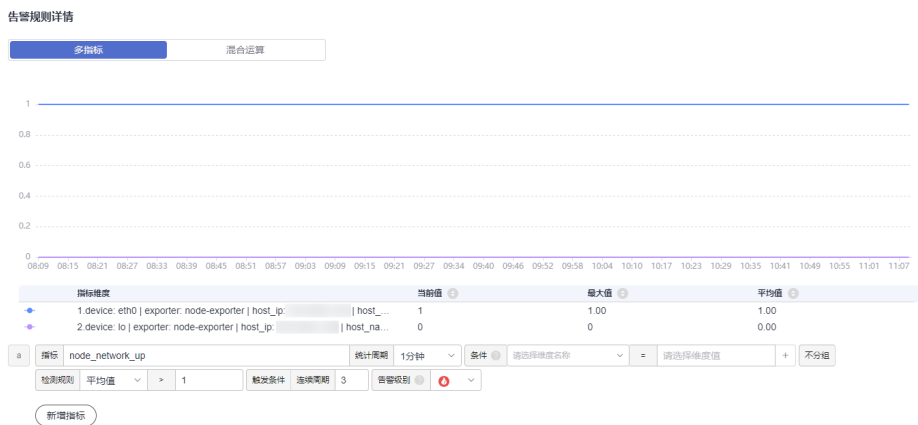 告警规则详情
多指标 混合运算
1
0.8
0.6
0.4
0.2
0
08:09 08:15 08:21 08:27 08:33 08:39 08:45 08:51 08:57 09:03 09:09 09:15 09:21 09:27 09:34 09:40 09:46 09:52 09:58 10:04 10:10 10:17 10:23 10:29 10:35 10:41 10:49 10:55 11:01 11:07
指标维度 当前值 最大值 平均值
1.device: eth0 | exporter: node-exporter | host_ip: | host_... 1 1.00 1.00
2.device: lo | exporter: node-exporter | host_ip: | host_na... 0 0 0.00
a 指标 node_network_up 统计周期 1分钟 条件 请选择维度名称 = 请选择维度值 + 不分组
检测规则 平均值 > 1 触发条件 连续周期 3 告警级别
新增指标